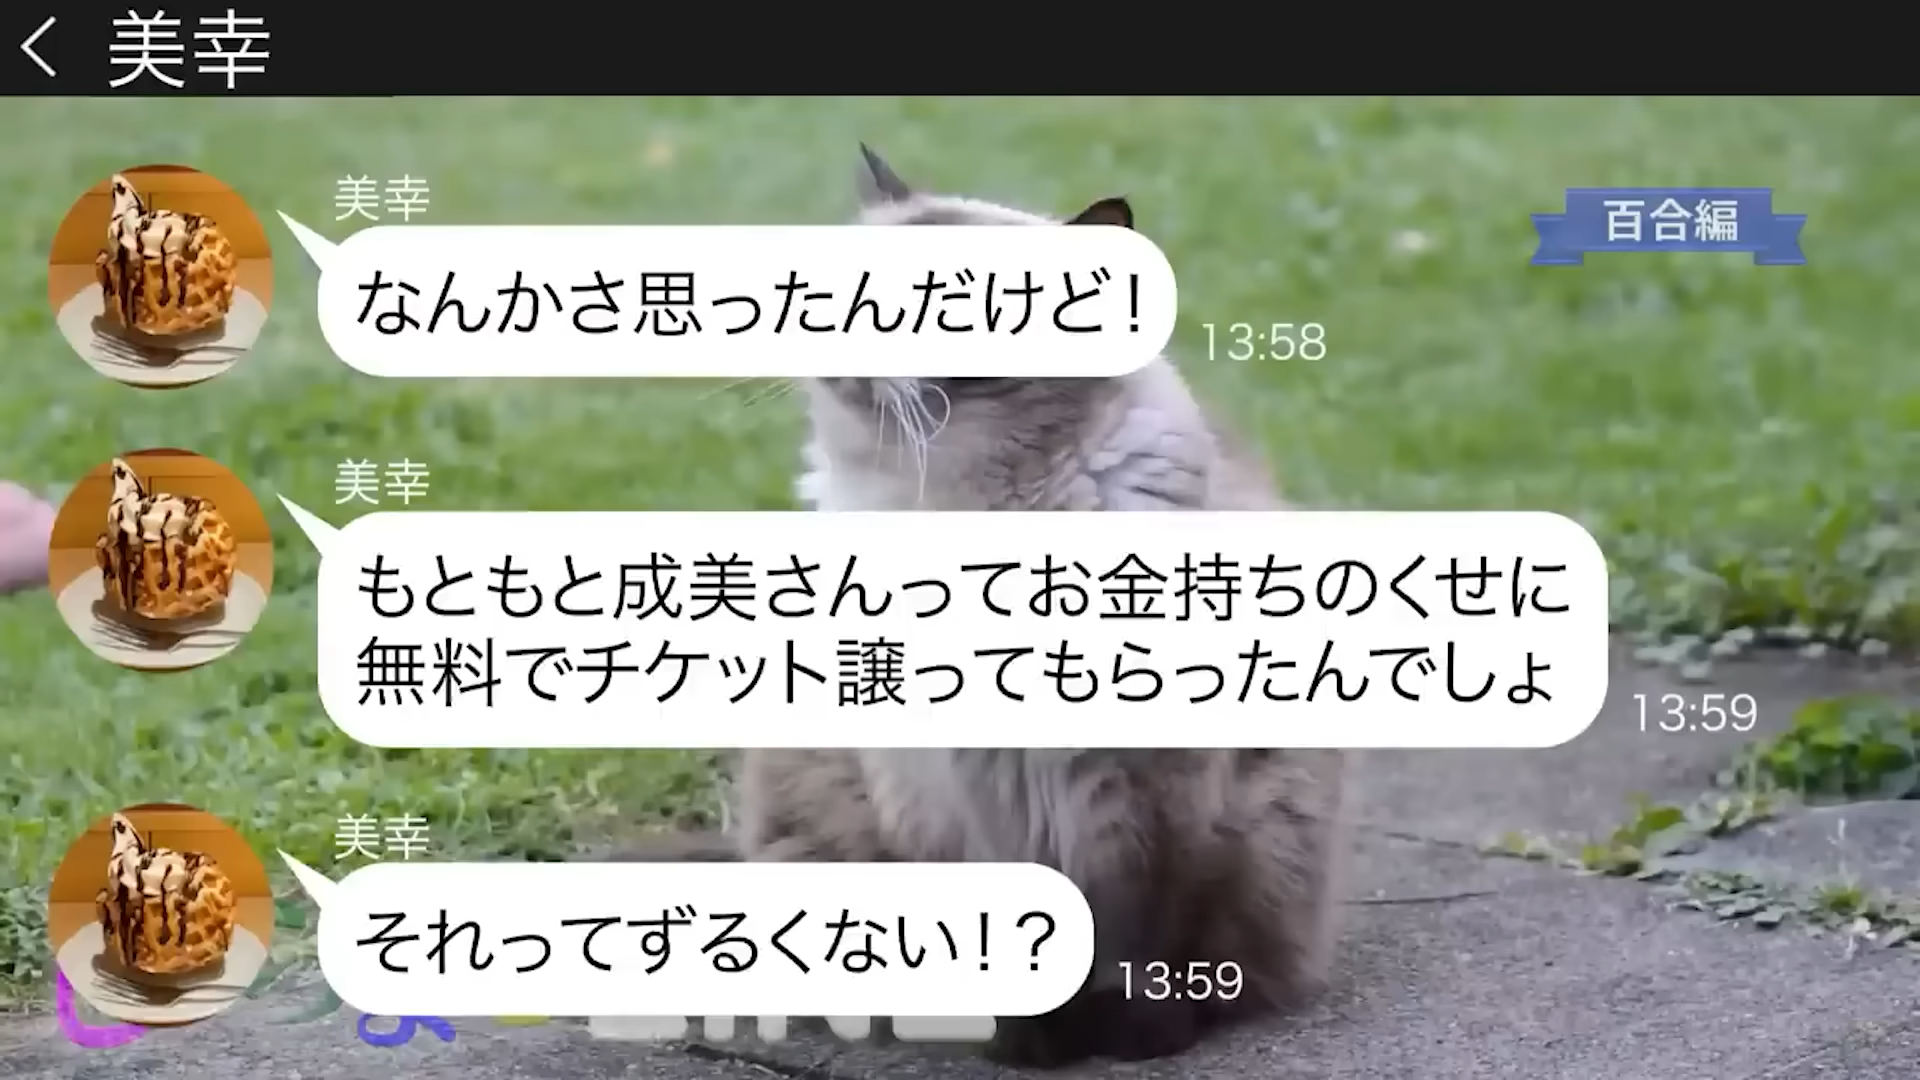 美幸
百合編
美幸
なんかさ思ったんだけど！
13:58
美幸
もともと成美さんってお金持ちのくせに
無料でチケット譲ってもらったんでしょ
13:59
美幸
それってずるくない！？
13:59